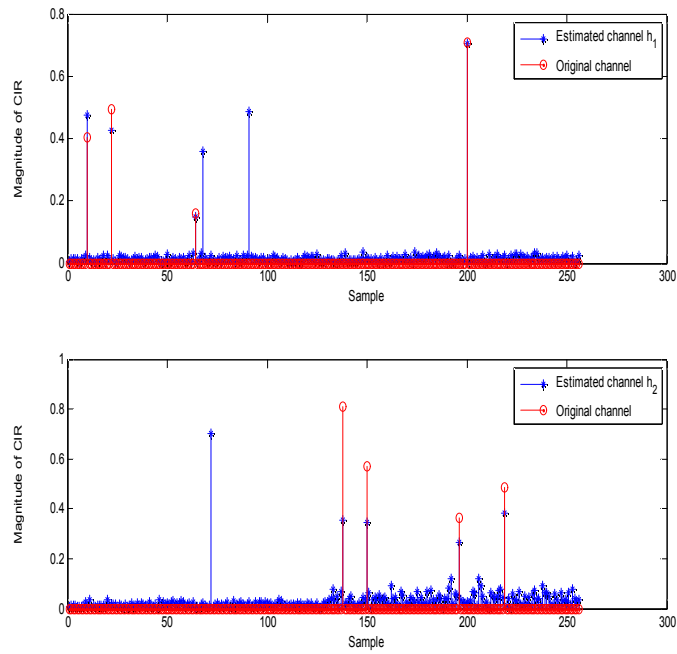 0.8
0.6
0.4
0.2
0
Magnitude of CIR
0 50 100 150 200 250 300
Sample
Estimated channel h1
Original channel
1
0.8
0.6
0.4
0.2
0
Magnitude of CIR
0 50 100 150 200 250 300
Sample
Estimated channel h2
Original channel